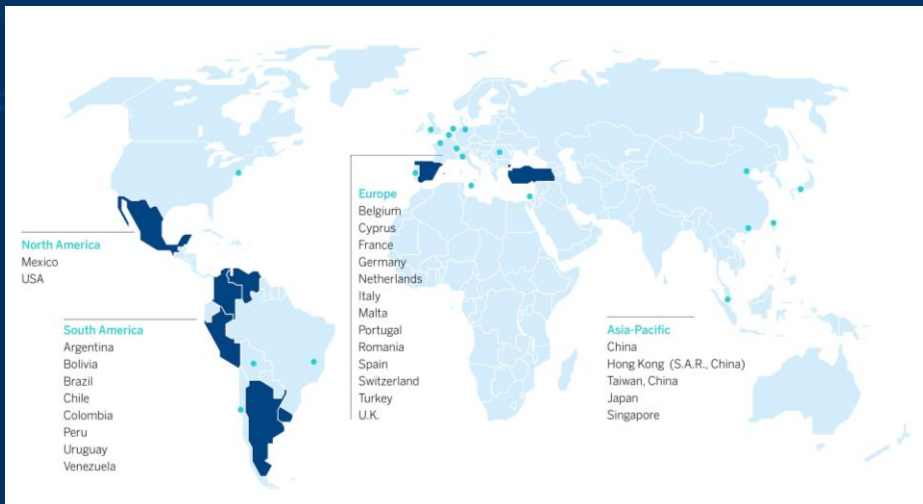 North America
Mexico
USA
South America
Argentina
Bolivia
Brazil
Chile
Colombia
Peru
Uruguay
Venezuela
Europe
Belgium
Cyprus
France
Germany
Netherlands
Italy
Malta
Portugal
Romania
Spain
Switzerland
Turkey
U.K.
Asia-Pacific
China
Hong Kong (S.A.R., China)
Taiwan, China
Japan
Singapore